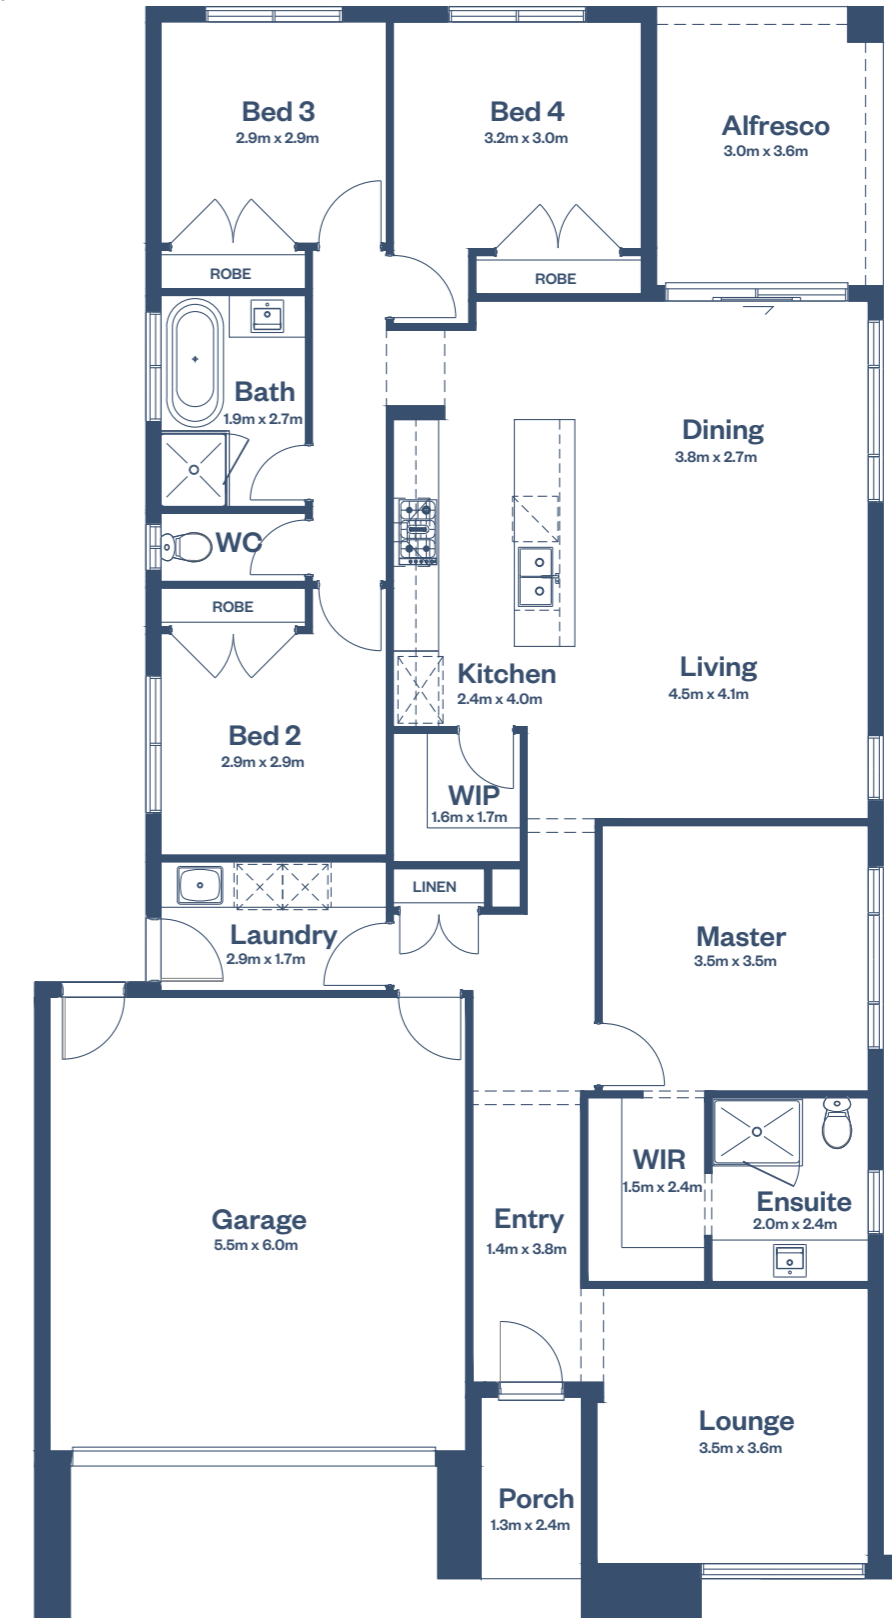 Bed 3
2.9m x 2.9m
Bed 4
3.2m x 3.0m
Alfresco
3.0m x 3.6m
ROBE
ROBE
Bath
1.9m x 2.7m
Dining
3.8m x 2.7m
WC
ROBE
Kitchen
2.4m x 4.0m
Living
4.5m x 4.1m
Bed 2
2.9m x 2.9m
WIP
1.6m x 1.7m
LINEN
Laundry
2.9m x 1.7m
Master
3.5m x 3.5m
WIR
1.5m x 2.4m
Ensuite
2.0m x 2.4m
Garage
5.5m x 6.0m
Entry
1.4m x 3.8m
Lounge
3.5m x 3.6m
Porch
1.3m x 2.4m